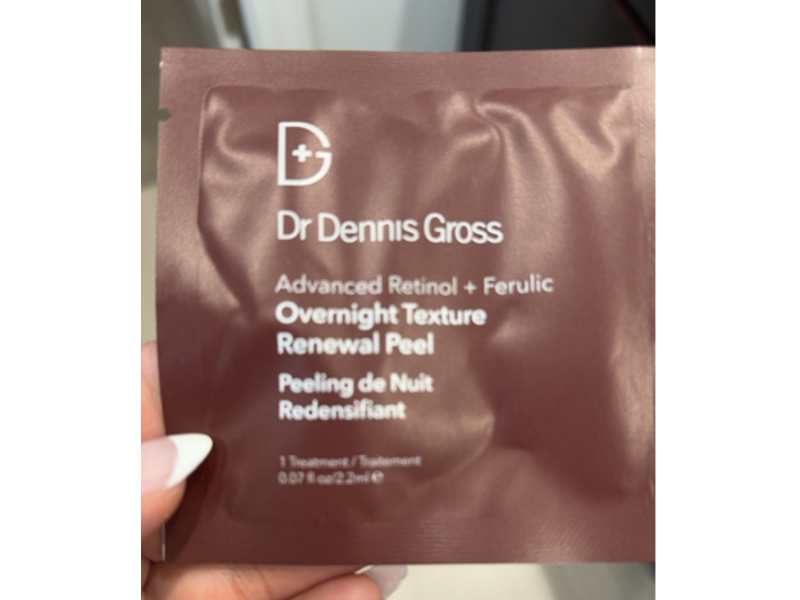 DG
Dr Dennis Gross
Advanced Retinol + Ferulic
Overnight Texture
Renewal Peel
Peeling de Nuit
Redensifiant
1 Treatment / Traitement
0.07 fl oz/2.2ml ℮